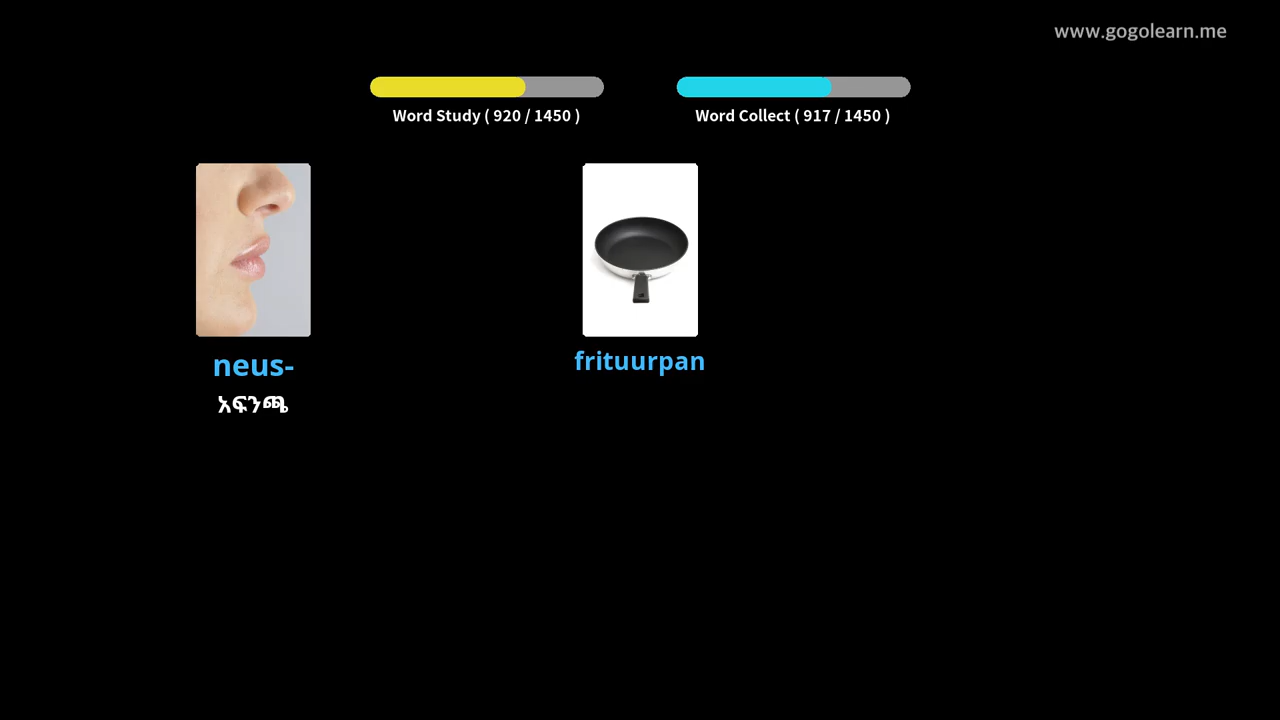 www.gogolearn.me
Word Study ( 920 / 1450 )
Word Collect ( 917 / 1450 )
neus-
አፍንጫ
frituurpan